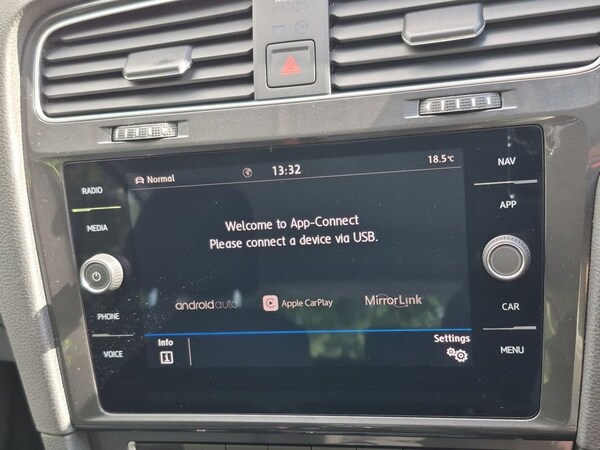 Normal
13:32
18.5°C
RADIO
MEDIA
PHONE
VOICE
NAV
APP
CAR
MENU
Welcome to App-Connect
Please connect a device via USB.
androidauto
Apple CarPlay
MirrorLink
Info
Settings